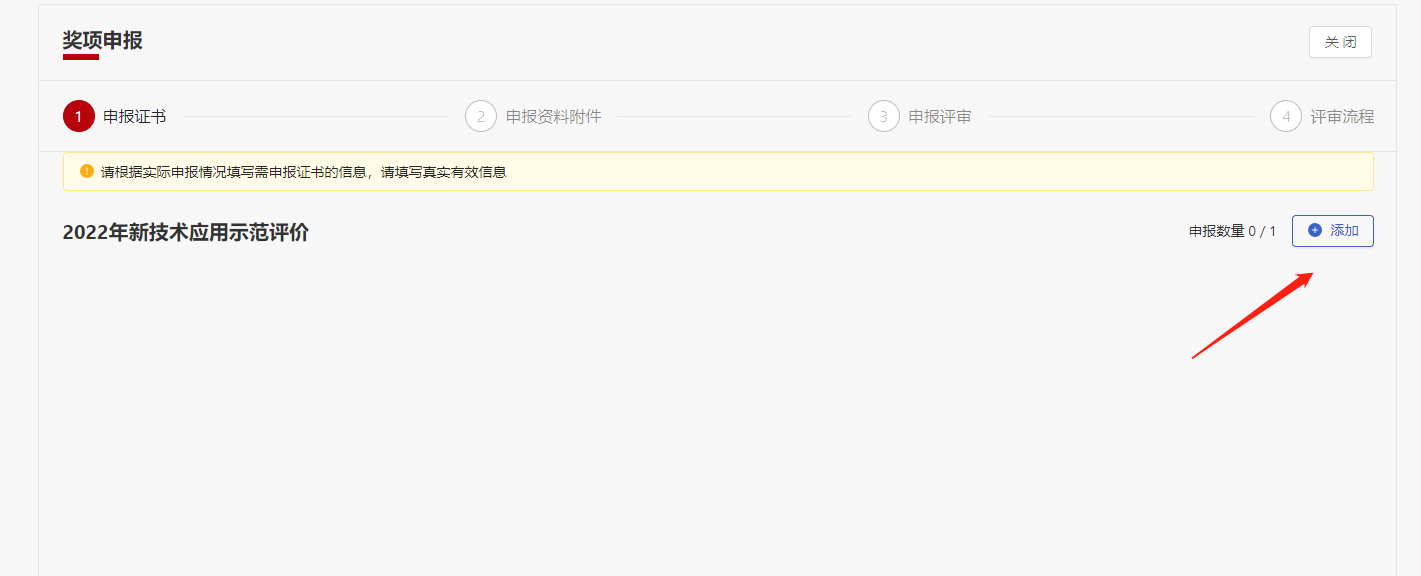 奖项申报
关 闭
1 申报证书
2 申报资料附件
3 申报评审
4 评审流程
! 请根据实际申报情况填写需申报证书的信息，请填写真实有效信息
2022年新技术应用示范评价
申报数量 0 / 1
添加